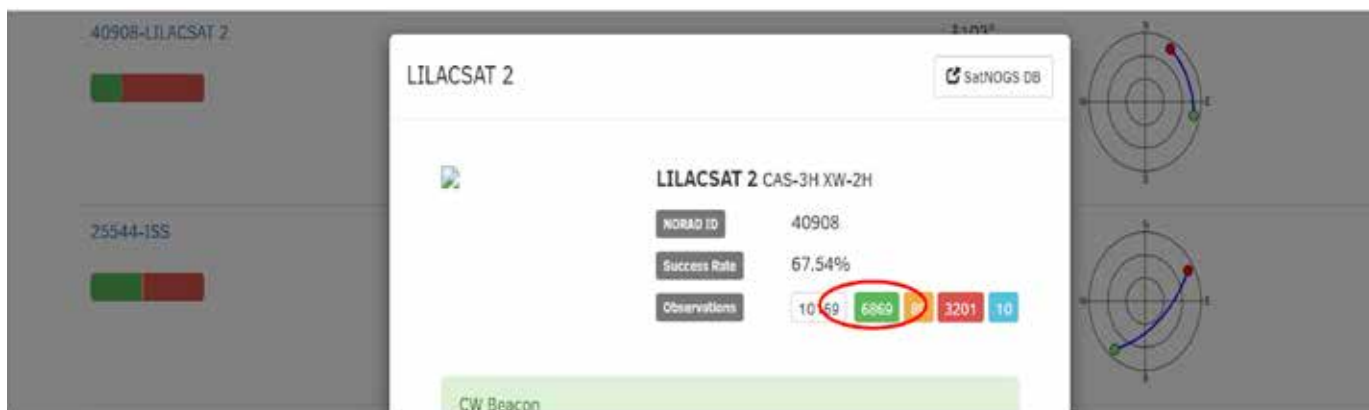 40908-LILACSAT 2
LILACSAT 2
SatNOGS DB
LILACSAT 2 CAS-3H XW-2H
NORAD ID 40908
25544-ISS
Success Rate 67.54%
Observations 6869 3201 10
CW Beacon